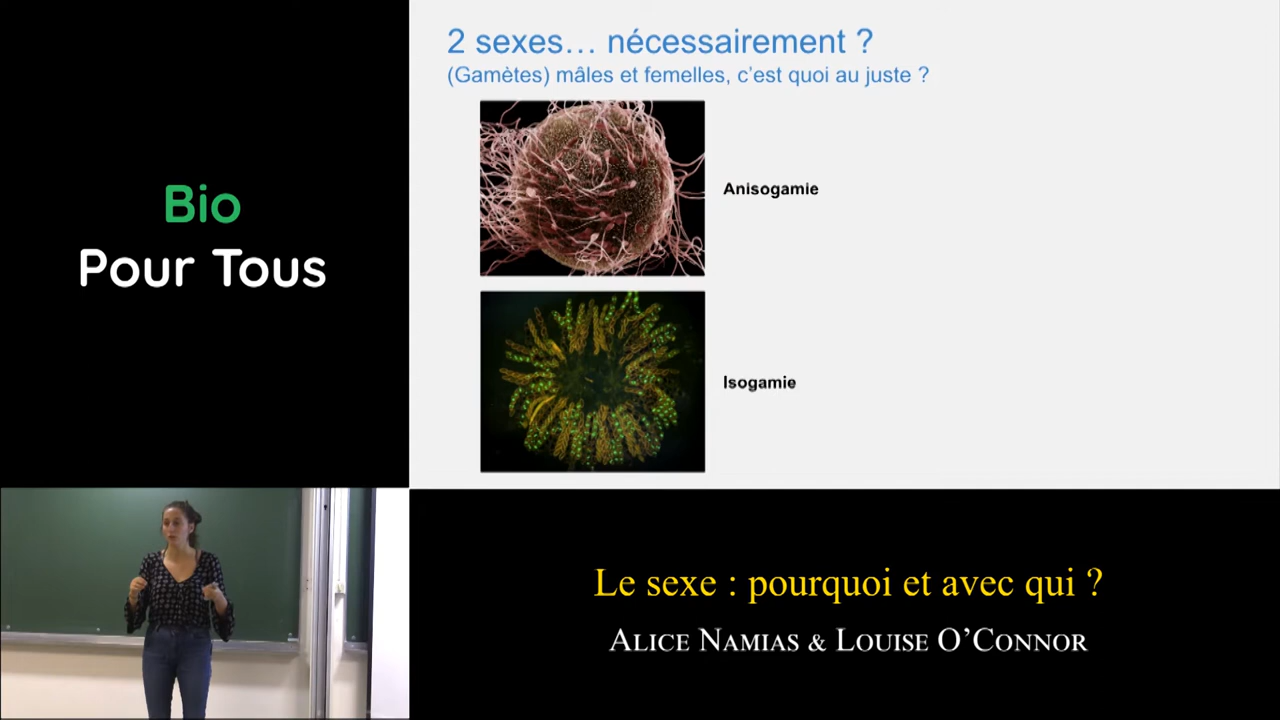 2 sexes… nécessairement ?
(Gamètes) mâles et femelles, c’est quoi au juste ?
Bio
Pour Tous
Anisogamie
Isogamie
Le sexe : pourquoi et avec qui ?
Alice Namias & Louise O’Connor